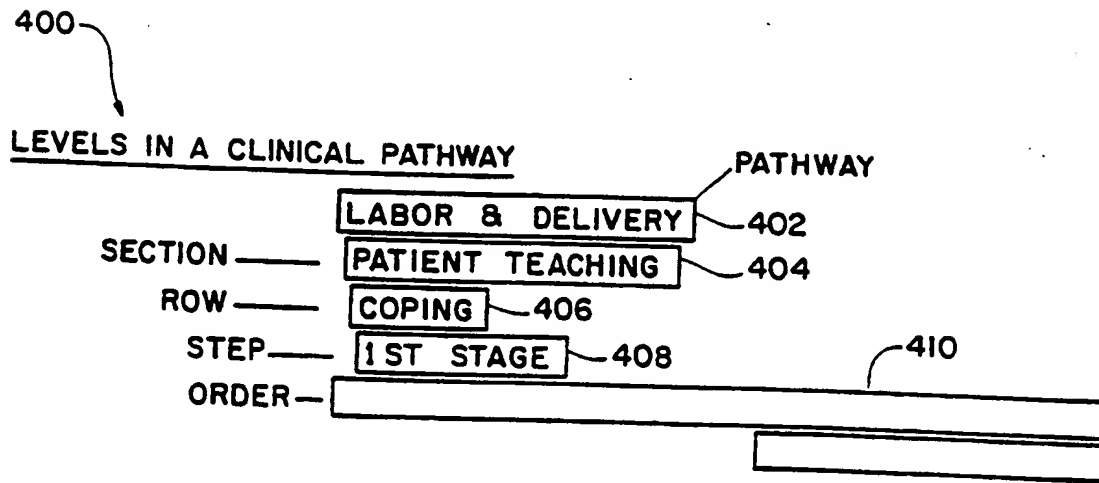 400
LEVELS IN A CLINICAL PATHWAY
PATHWAY
LABOR & DELIVERY 402
SECTION PATIENT TEACHING 404
ROW COPING 406
STEP 1ST STAGE 408
410
ORDER